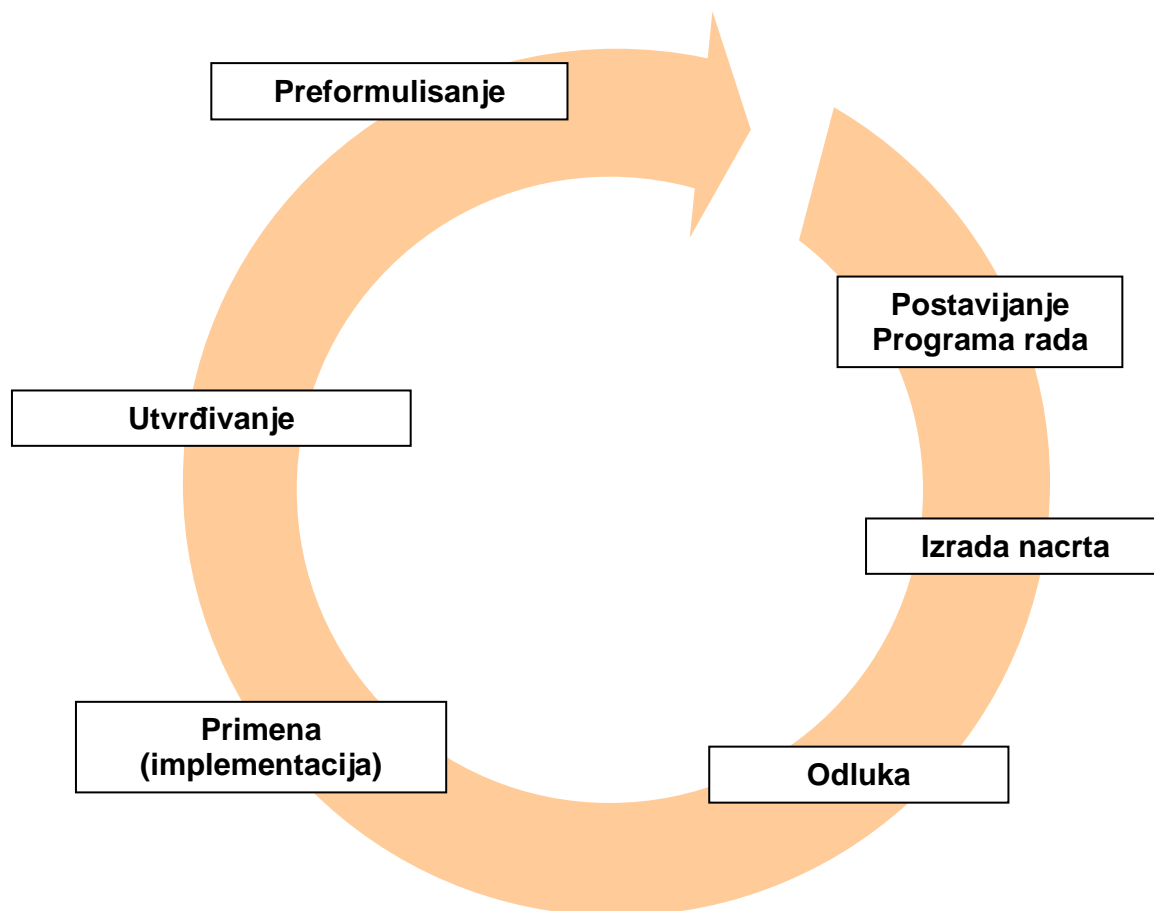 Preformulisanje
Postavijanje
Programa rada
Utvrđivanje
Izrada nacrta
Primena
(implementacija)
Odluka